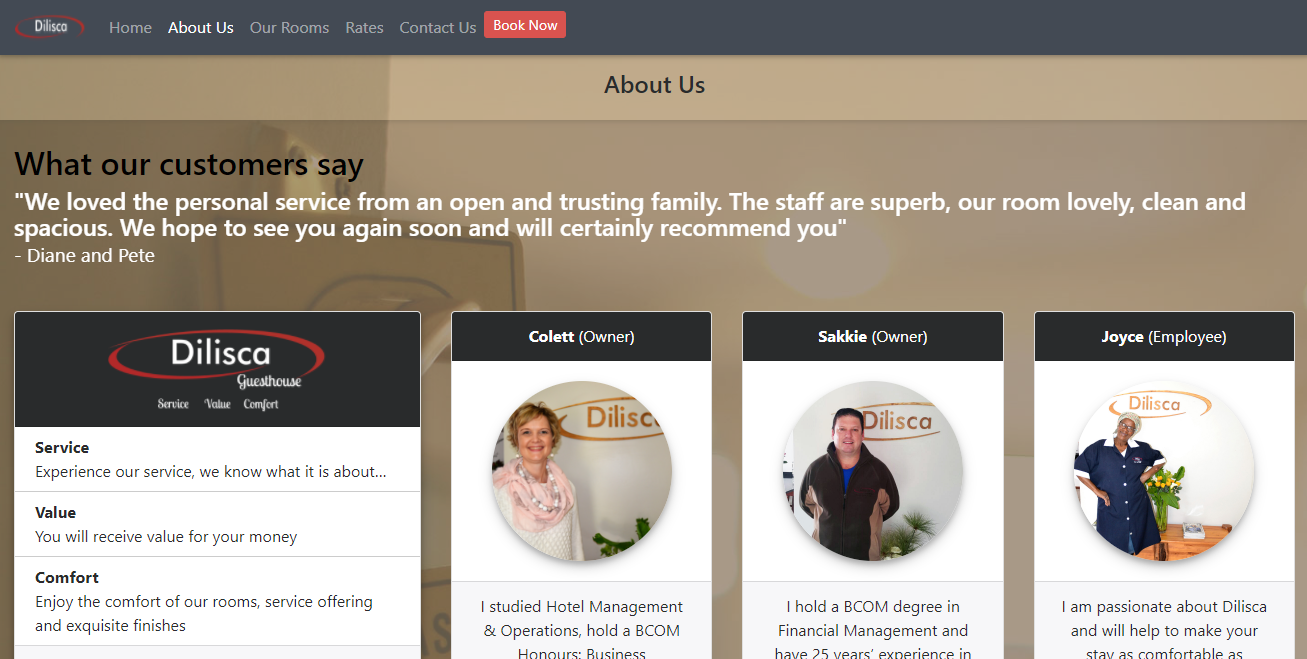 Dilisca
Home About Us Our Rooms Rates Contact Us Book Now
About Us
What our customers say
"We loved the personal service from an open and trusting family. The staff are superb, our room lovely, clean and
spacious. We hope to see you again soon and will certainly recommend you"
- Diane and Pete
Dilisca
Guesthouse
Service Value Comfort
Service
Experience our service, we know what it is about...
Value
You will receive value for your money
Comfort
Enjoy the comfort of our rooms, service offering
and exquisite finishes
Colett (Owner)
Dilisc
I studied Hotel Management
& Operations, hold a BCOM
Honours: Business
Sakkie (Owner)
Dilisca
I hold a BCOM degree in
Financial Management and
have 25 years’ experience in
Joyce (Employee)
Dilisca
I am passionate about Dilisca
and will help to make your
stay as comfortable as